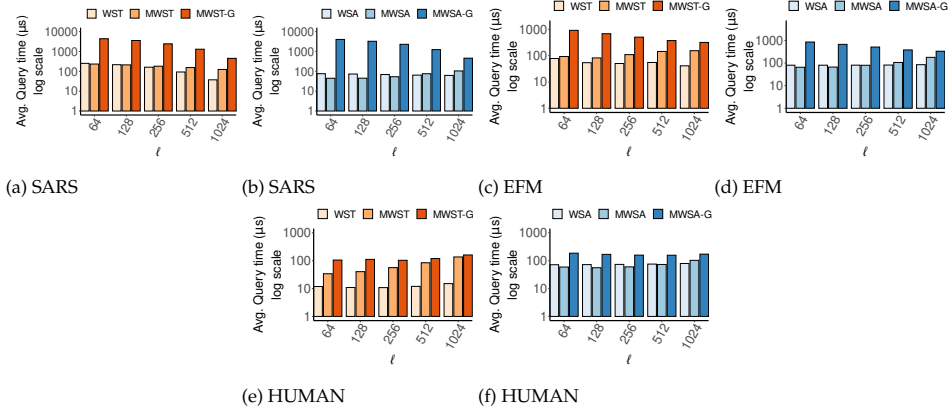 WST MWST MWST-G
Avg. Query time (µs)
log scale
10000
1000
100
10
1
64 128 256 512 1024
ℓ
(a) SARS
WSA MWSA MWSA-G
Avg. Query time (µs)
log scale
10000
1000
100
10
1
64 128 256 512 1024
ℓ
(b) SARS
WST MWST MWST-G
Avg. Query time (µs)
log scale
1000
100
10
1
64 128 256 512 1024
ℓ
(c) EFM
WSA MWSA MWSA-G
Avg. Query time (µs)
log scale
1000
100
10
1
64 128 256 512 1024
ℓ
(d) EFM
WST MWST MWST-G
Avg. Query time (µs)
log scale
1000
100
10
1
64 128 256 512 1024
ℓ
(e) HUMAN
WSA MWSA MWSA-G
Avg. Query time (µs)
log scale
1000
100
10
1
64 128 256 512 1024
ℓ
(f) HUMAN